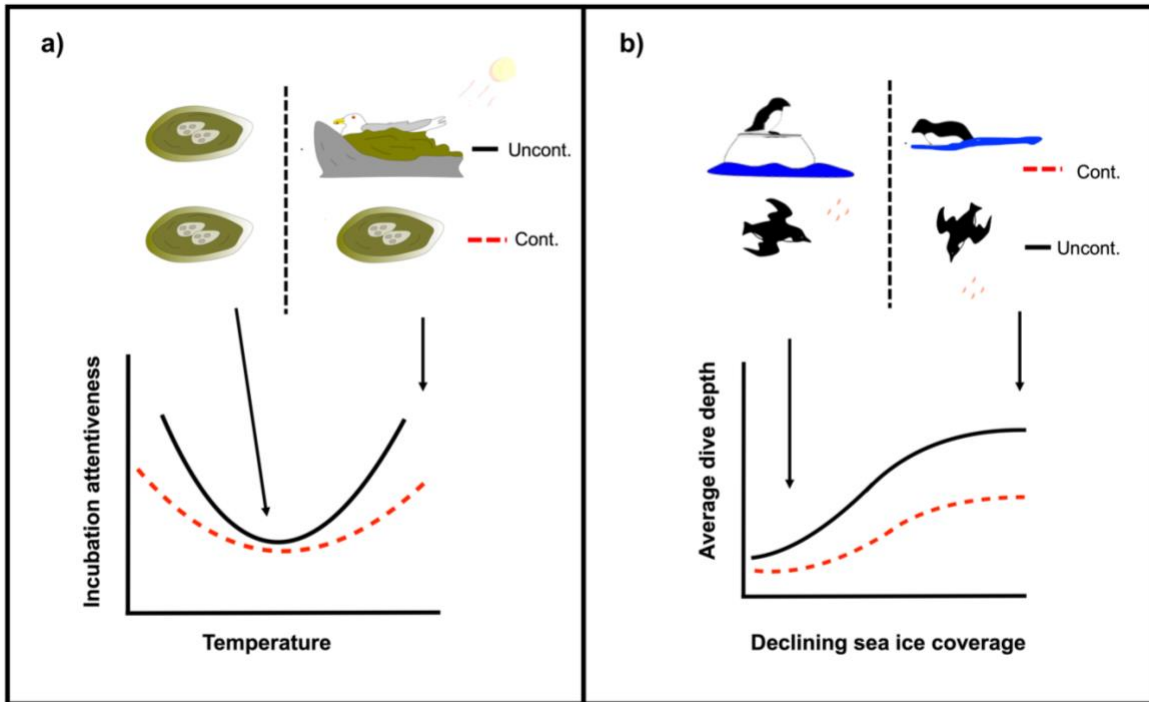 a)
Uncont.
Cont.
Incubation attentiveness
Temperature
b)
Cont.
Uncont.
Average dive depth
Declining sea ice coverage